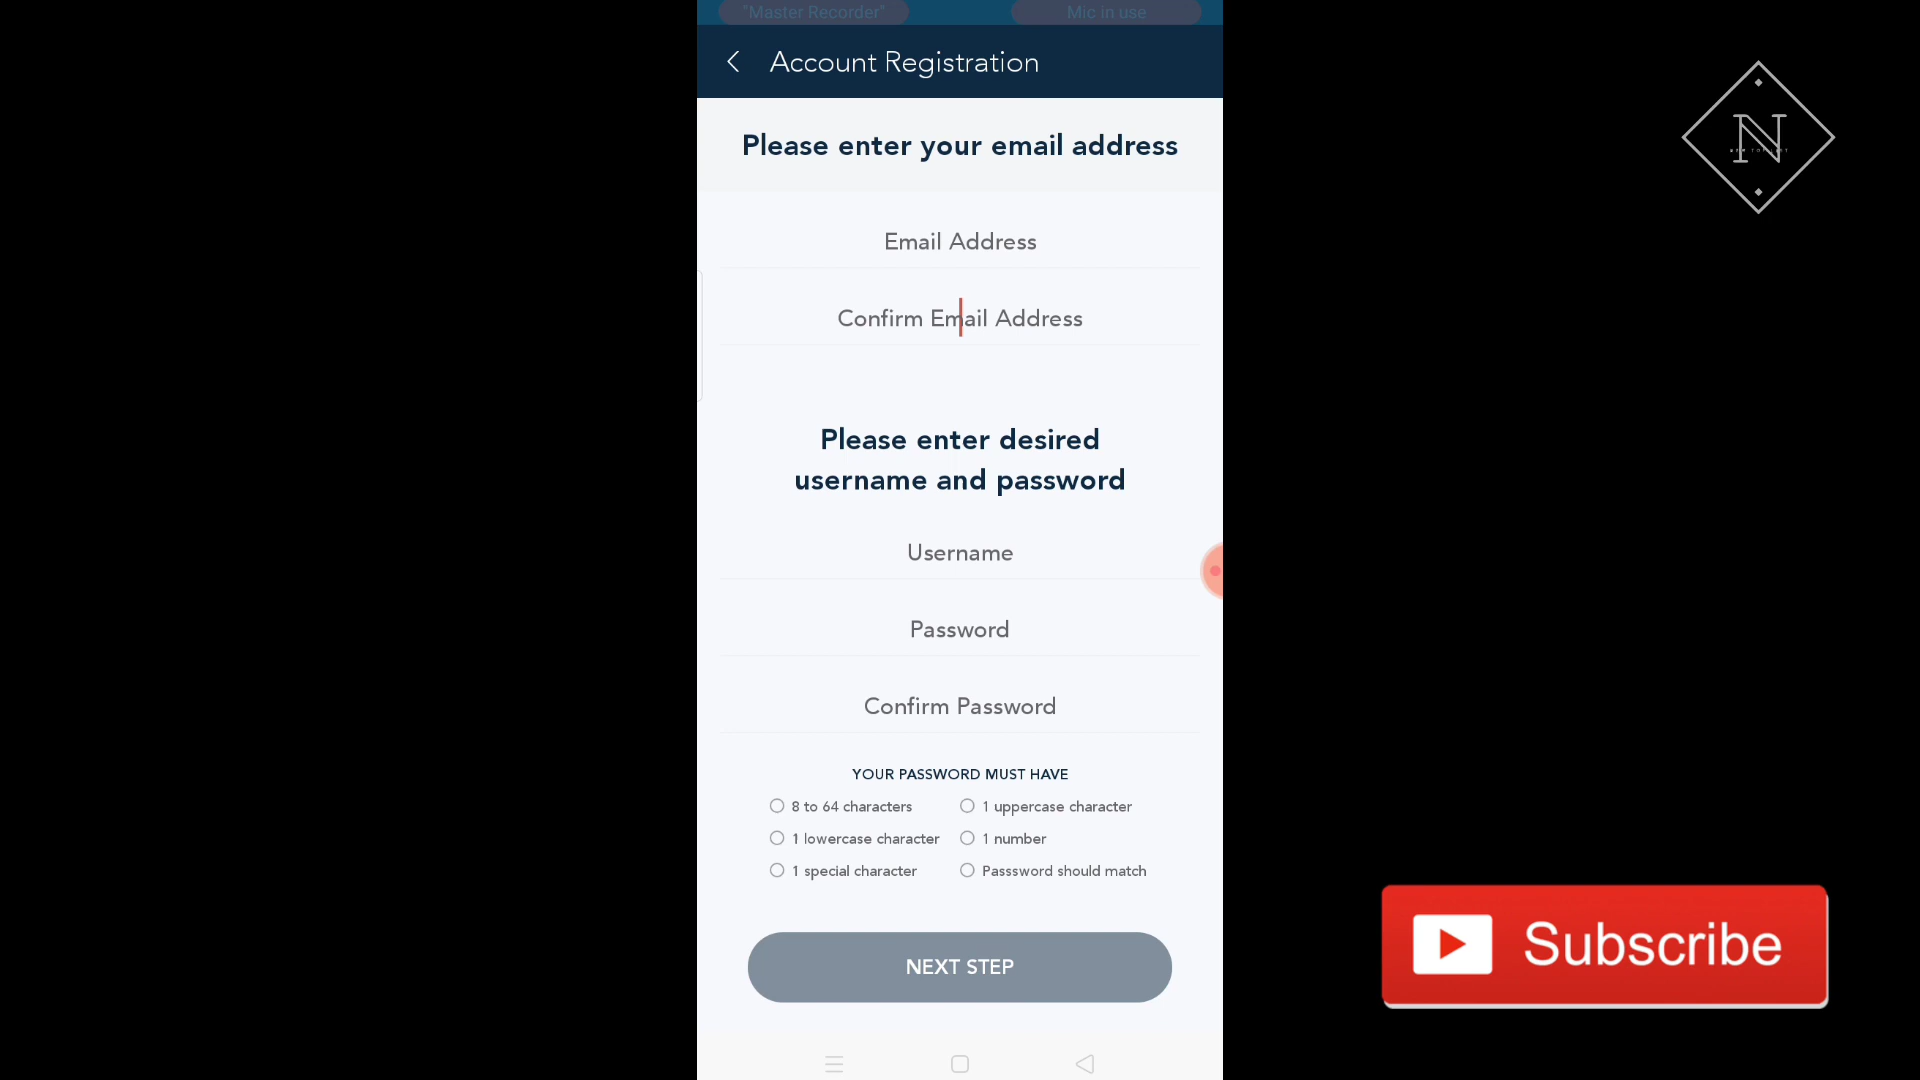 "Master Recorder"
Mic in use
Account Registration
Please enter your email address
Email Address
Confirm Email Address
Please enter desired
username and password
Username
Password
Confirm Password
YOUR PASSWORD MUST HAVE
8 to 64 characters
1 uppercase character
1 lowercase character
1 number
1 special character
Passsword should match
NEXT STEP
N
Subscribe